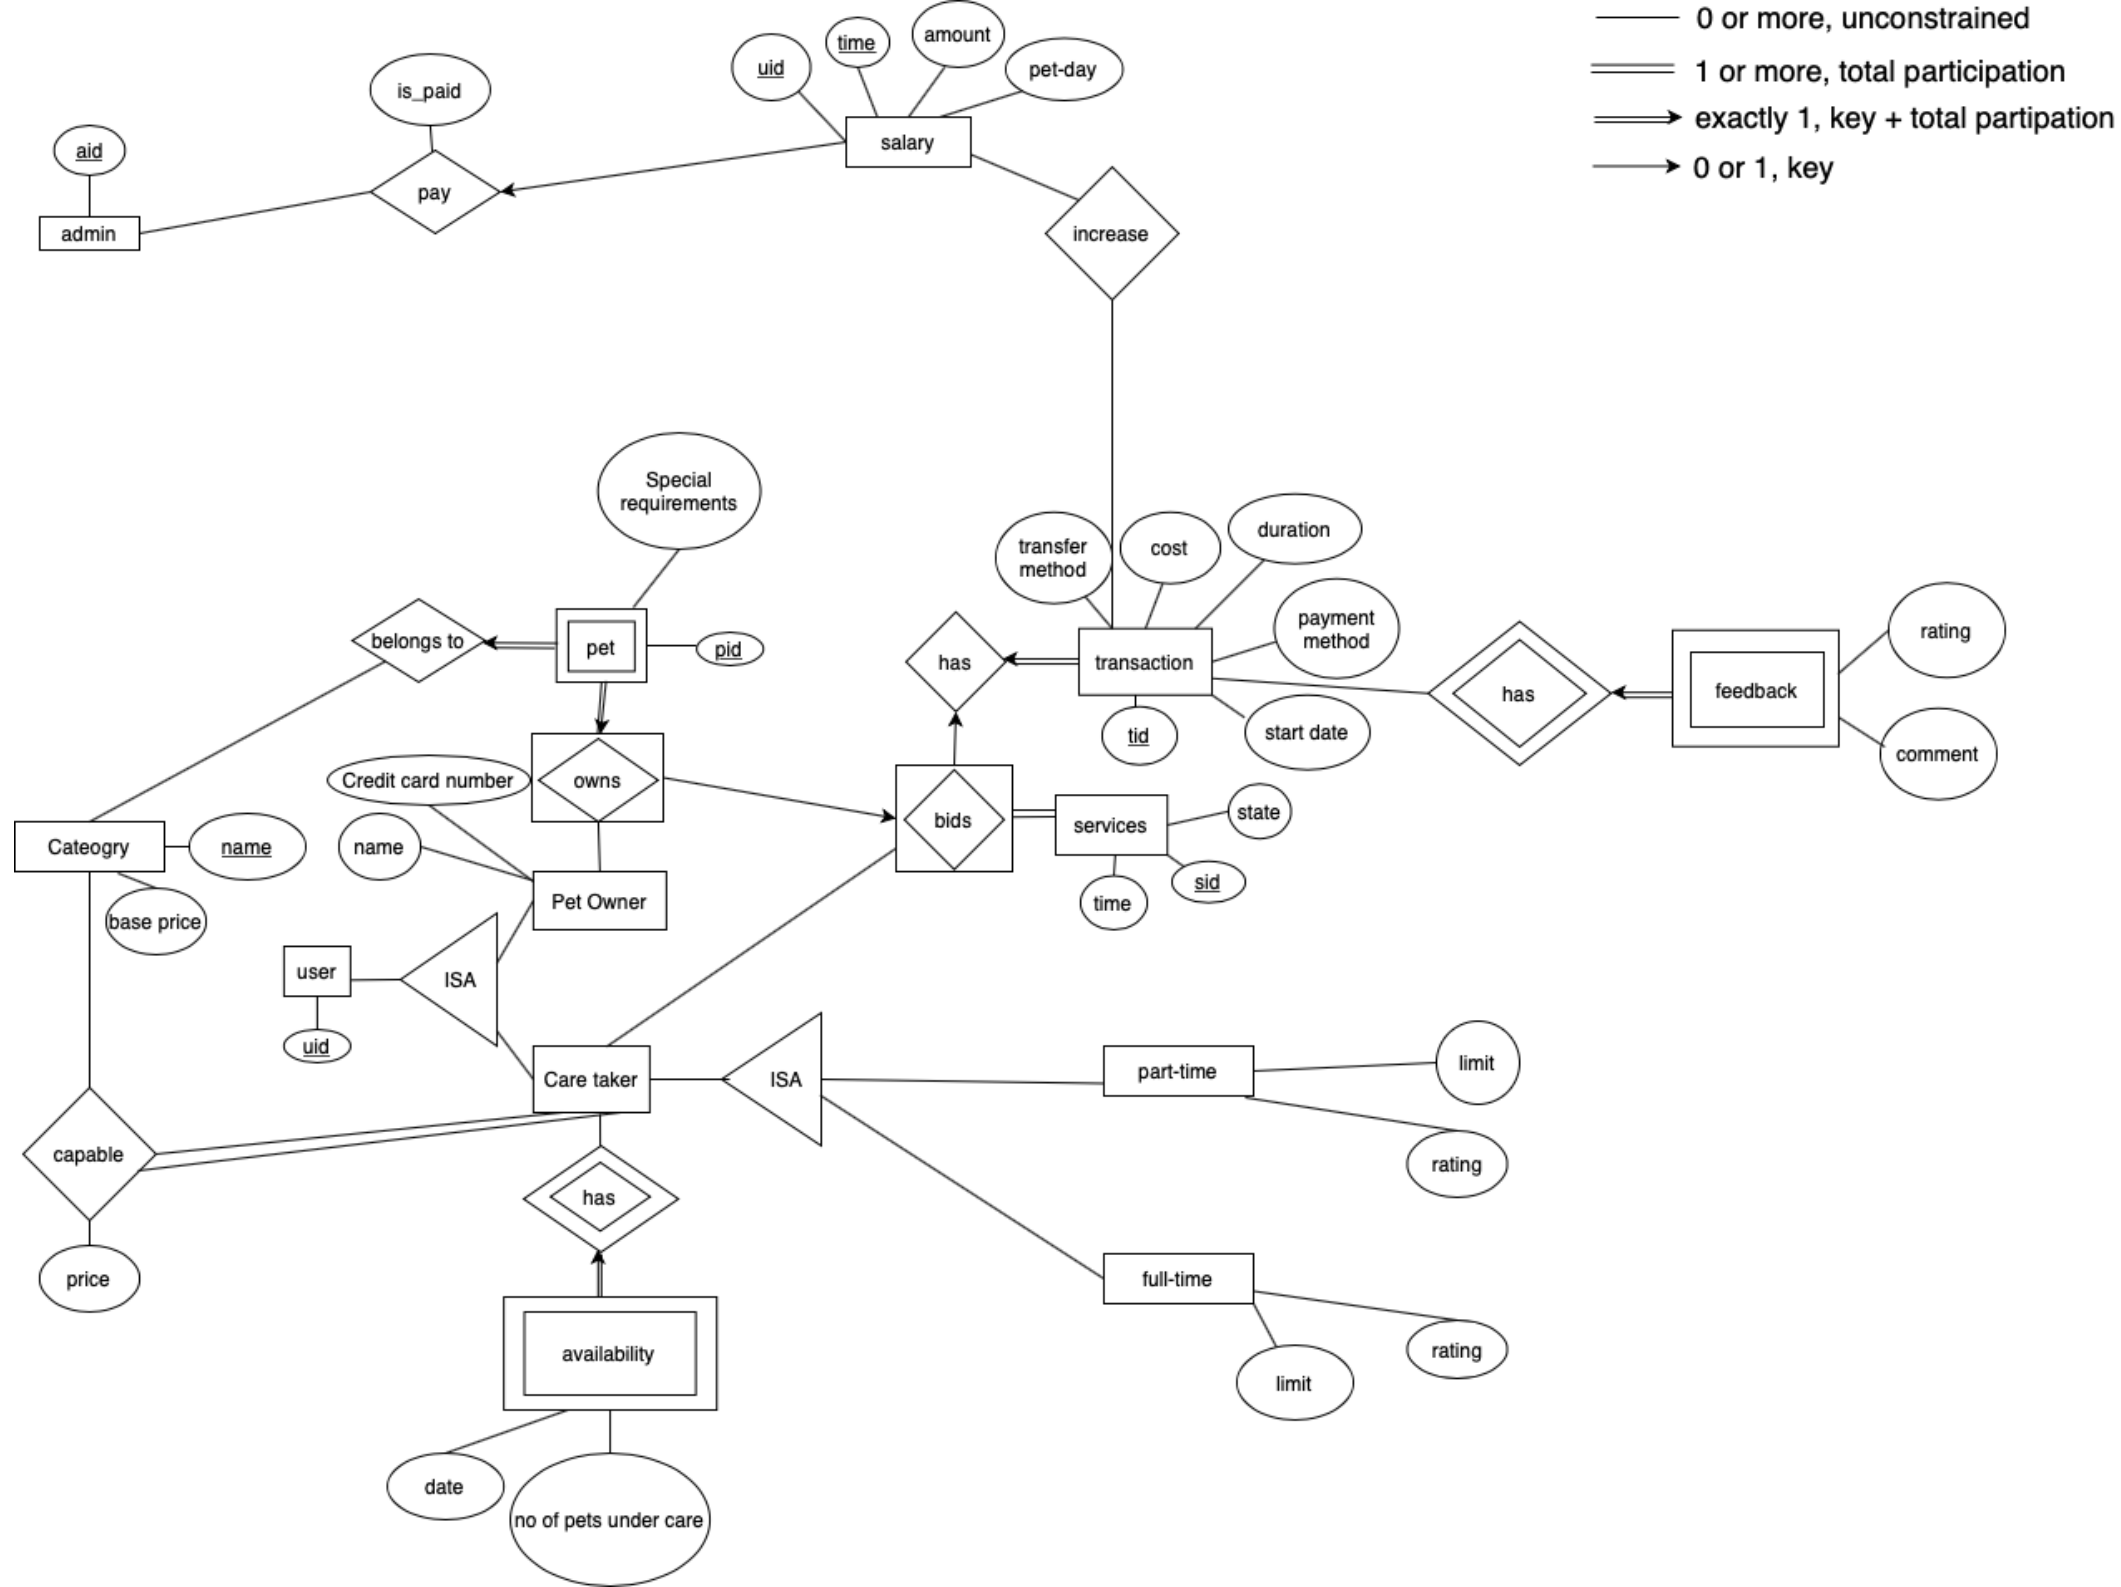 0 or more, unconstrained
1 or more, total participation
exactly 1, key + total partipation
0 or 1, key
uid
time
amount
pet-day
salary
is_paid
aid
pay
admin
increase
Special
requirements
transfer
method
cost
duration
payment
method
belongs to
pet
pid
has
transaction
has
feedback
rating
comment
tid
start date
Credit card number
owns
bids
services
state
sid
time
Cateogry
name
base price
name
Pet Owner
user
ISA
uid
Care taker
ISA
part-time
limit
rating
capable
has
price
full-time
rating
limit
availability
date
no of pets under care